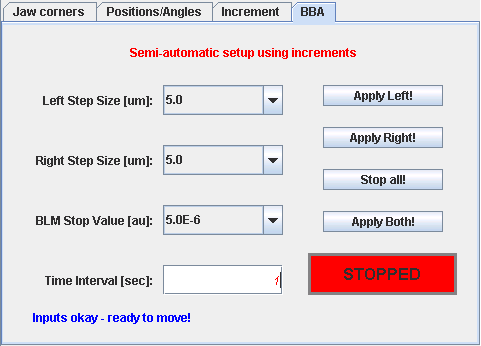 Jaw corners Positions/Angles Increment BBA
Semi-automatic setup using increments
Left Step Size [um]: 5.0 Apply Left!
Apply Right!
Right Step Size [um]: 5.0
Stop all!
BLM Stop Value [au]: 5.0E-6 Apply Both!
Time Interval [sec]: 1 STOPPED
Inputs okay - ready to move!